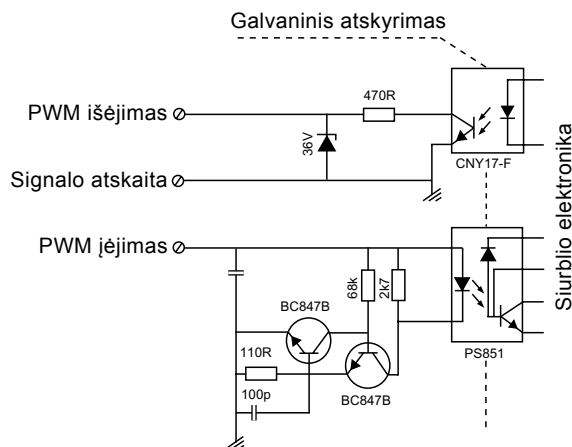 Galvaninis atskyrimas
470R
PWM išėjimas
36V
CNY17-F
Signalo atskaita
Siurblio elektronika
PWM įėjimas
68k
2k7
BC847B
110R
PS851
100p
BC847B